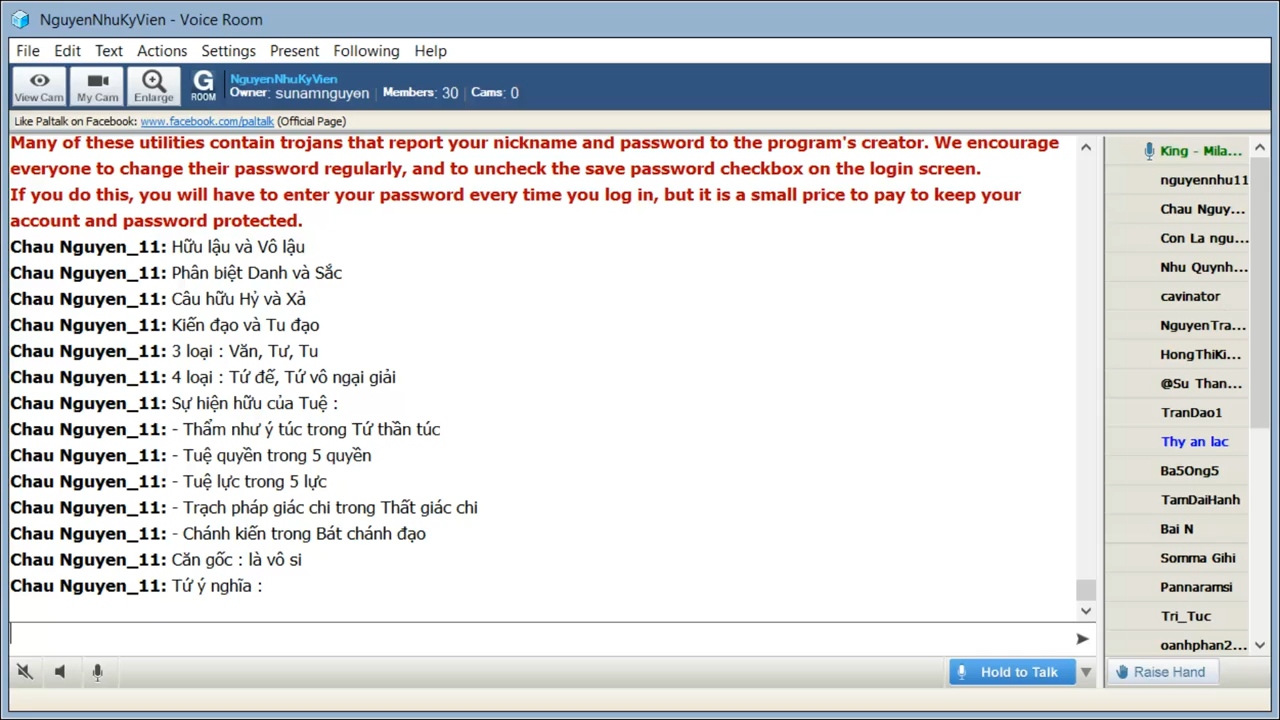 NguyenNhuKyVien - Voice Room
File Edit Text Actions Settings Present Following Help
View Cam My Cam Enlarge G ROOM NguyenNhuKyVien
Owner: sunamnguyen Members: 30 Cams: 0
Like Paltalk on Facebook: www.facebook.com/paltalk (Official Page)
Many of these utilities contain trojans that report your nickname and password to the program's creator. We encourage
everyone to change their password regularly, and to uncheck the save password checkbox on the login screen.
If you do this, you will have to enter your password every time you log in, but it is a small price to pay to keep your
account and password protected.
Chau Nguyen_11: Hữu lậu và Vô lậu
Chau Nguyen_11: Phân biệt Danh và Sắc
Chau Nguyen_11: Câu hữu Hỷ và Xả
Chau Nguyen_11: Kiến đạo và Tu đạo
Chau Nguyen_11: 3 loại : Văn, Tư, Tu
Chau Nguyen_11: 4 loại : Tứ đế, Tứ vô ngại giải
Chau Nguyen_11: Sự hiện hữu của Tuệ :
Chau Nguyen_11: - Thẩm như ý túc trong Tứ thần túc
Chau Nguyen_11: - Tuệ quyền trong 5 quyền
Chau Nguyen_11: - Tuệ lực trong 5 lực
Chau Nguyen_11: - Trạch pháp giác chi trong Thất giác chi
Chau Nguyen_11: - Chánh kiến trong Bát chánh đạo
Chau Nguyen_11: Căn gốc : là vô si
Chau Nguyen_11: Tứ ý nghĩa :
King - Mila...
nguyennhu11
Chau Nguy...
Con La ngu...
Nhu Quynh...
cavinator
NguyenTra...
HongThiKi...
@Su Than...
TranDao1
Thy an lac
Ba5Ong5
TamDaiHanh
Bai N
Somma Gihi
Pannaramsi
Tri_Tuc
oanhphan2...
Hold to Talk
Raise Hand